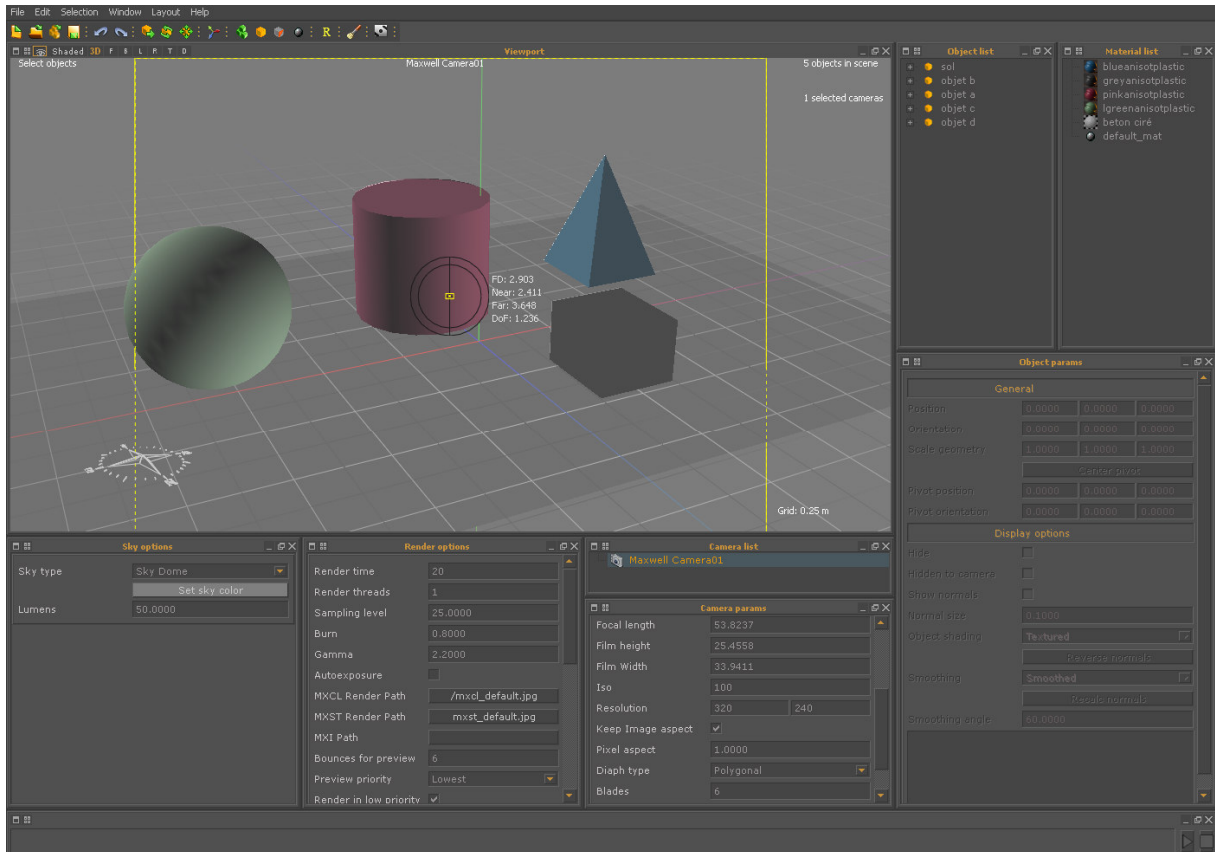 File Edit Selection Window Layout Help
R
Shaded 3D F B L R T D Viewport
Select objects Maxwell Camera01 5 objects in scene
1 selected cameras
FD: 2.903
Near: 2.411
Far: 3.648
DoF: 1.236
Grid: 0.25 m
Object list
sol
objet b
objet a
objet c
objet d
Material list
blueanisotplastic
greyanisotplastic
pinkanisotplastic
lgreenanisotplastic
beton ciré
default_mat
Object params
General
Position 0.0000 0.0000 0.0000
Orientation 0.0000 0.0000 0.0000
Scale geometry 1.0000 1.0000 1.0000
Center pivot
Pivot position 0.0000 0.0000 0.0000
Pivot orientation 0.0000 0.0000 0.0000
Display options
Hide
Hidden to camera
Show normals
Normal size 0.1000
Object shading Textured
Reverse normals
Smoothing Smoothed
Recalc normals
Smoothing angle 60.0000
Sky options
Sky type Sky Dome
Set sky color
Lumens 50.0000
Render options
Render time 20
Render threads 1
Sampling level 25.0000
Burn 0.8000
Gamma 2.2000
Autoexposure
MXCL Render Path /mxcl_default.jpg
MXST Render Path mxst_default.jpg
MXI Path
Bounces for preview 6
Preview priority Lowest
Render in low priority
Camera list
Maxwell Camera01
Camera params
Focal length 53.8237
Film height 25.4558
Film Width 33.9411
Iso 100
Resolution 320 240
Keep Image aspect
Pixel aspect 1.0000
Diaph type Polygonal
Blades 6